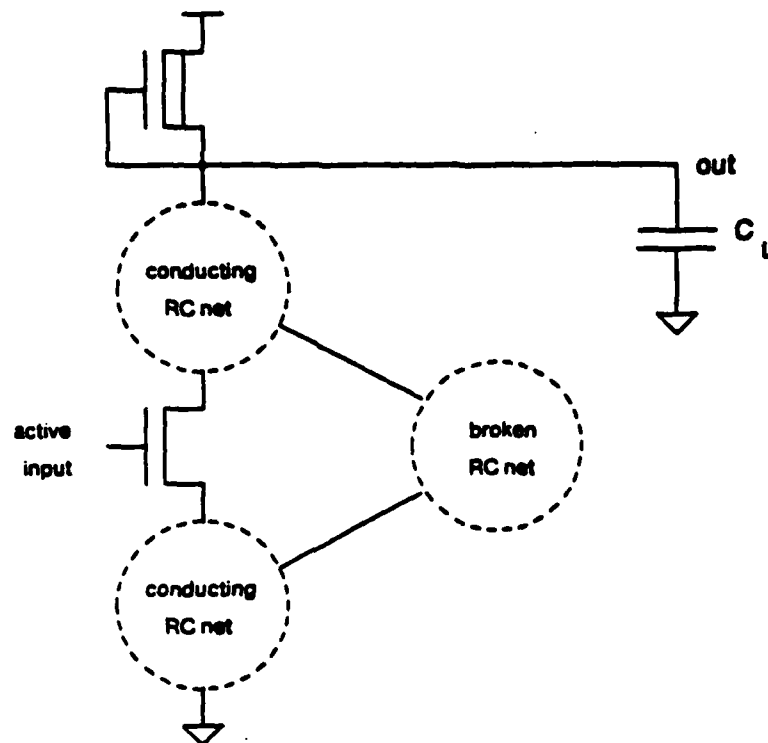 out
C L
conducting
RC net
active
input
broken
RC net
conducting
RC net